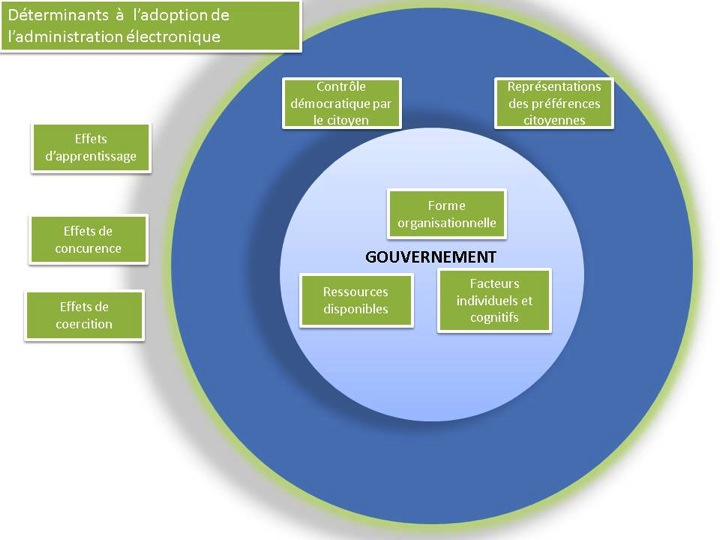 Déterminants à l'adoption de
l'administration électronique
Contrôle
démocratique par
le citoyen
Représentations
des préférences
citoyennes
Effets
d'apprentissage
Forme
organisationnelle
Effets de
concurence
GOUVERNEMENT
Ressources
disponibles
Facteurs
individuels et
cognitifs
Effets de
coercition